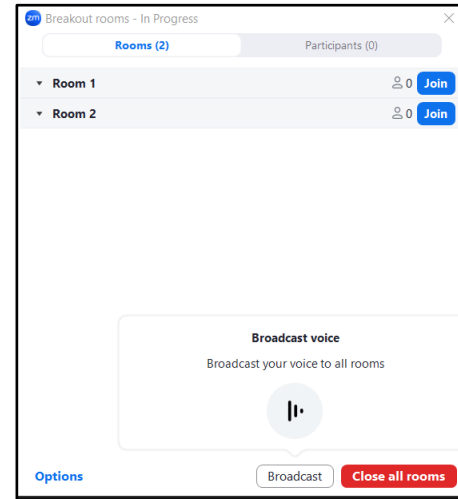 zm Breakout rooms - In Progress
Rooms (2) Participants (0)
Room 1 0 Join
Room 2 0 Join
Broadcast voice
Broadcast your voice to all rooms
Options Broadcast Close all rooms